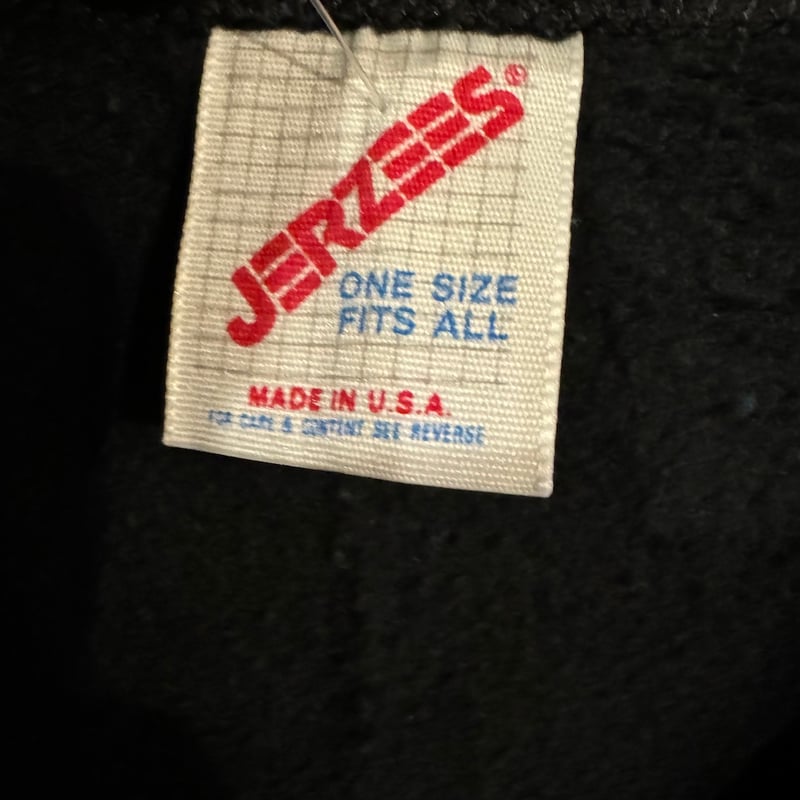 JERZEES®
ONE SIZE
FITS ALL
MADE IN U.S.A.
FOR CARE & CONTENT SEE REVERSE